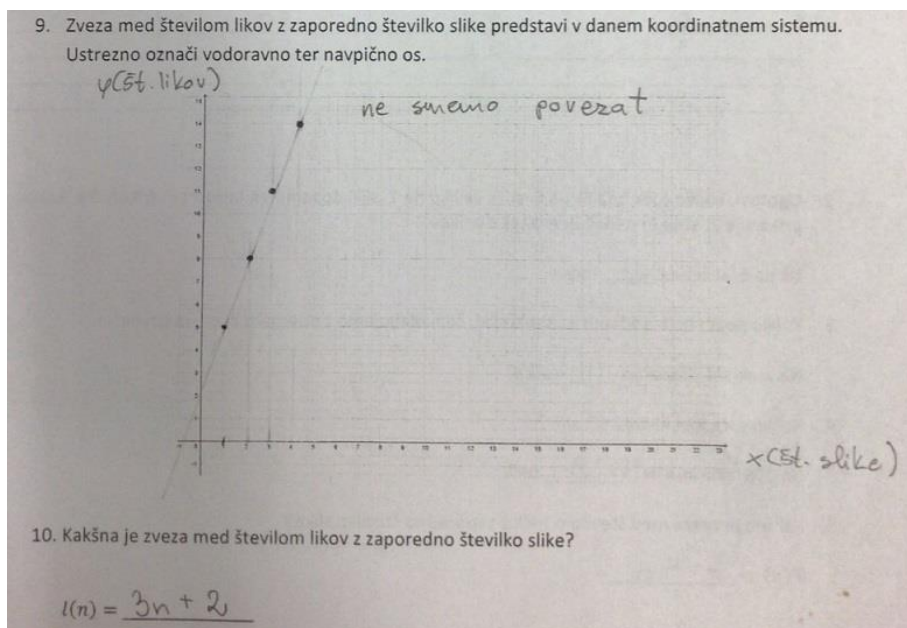 9. Zveza med številom likov z zaporedno številko slike predstavi v danem koordinatnem sistemu.
Ustrezno označi vodoravno ter navpično os.
y(št. likov)
ne smemo povezat
x(št. slike)
10. Kakšna je zveza med številom likov z zaporedno številko slike?
l(n) = 3n + 2